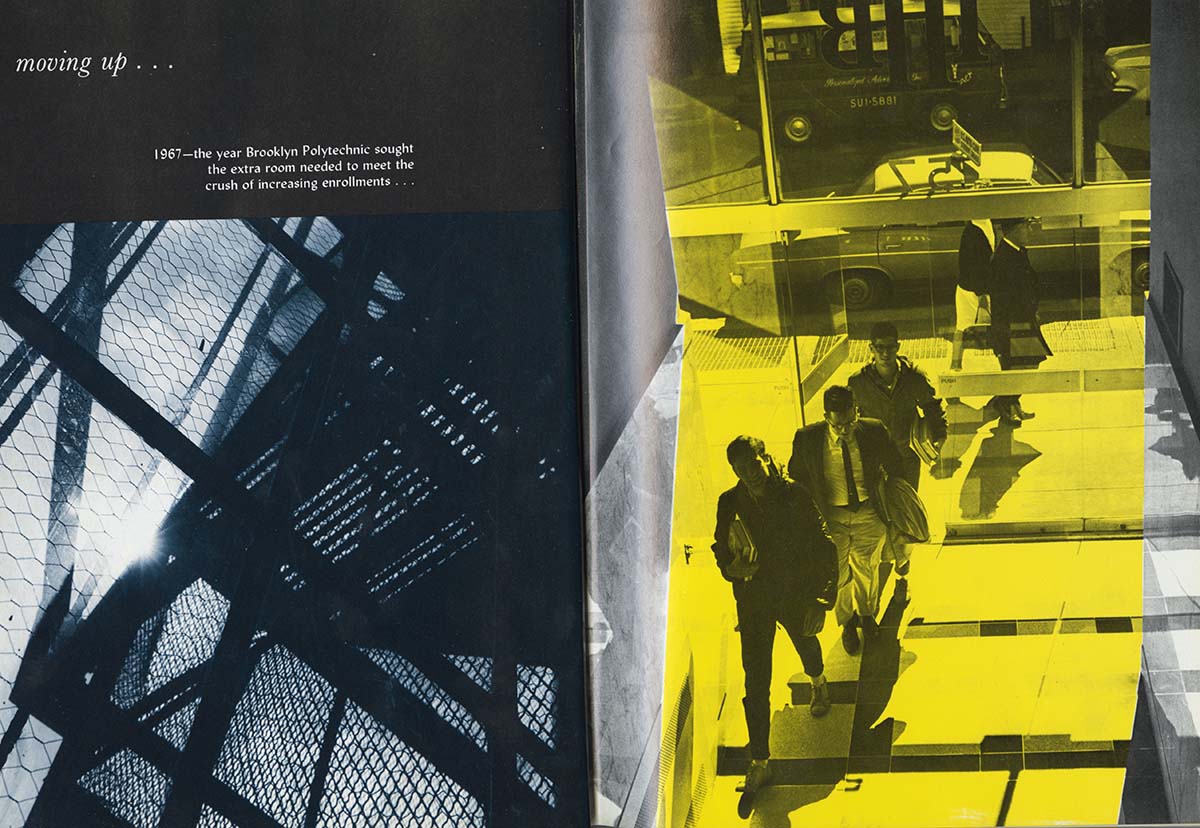 moving up . . .
1967—the year Brooklyn Polytechnic sought
the extra room needed to meet the
crush of increasing enrollments . . .
Personalized
SU1-5881
PUSH
PUSH